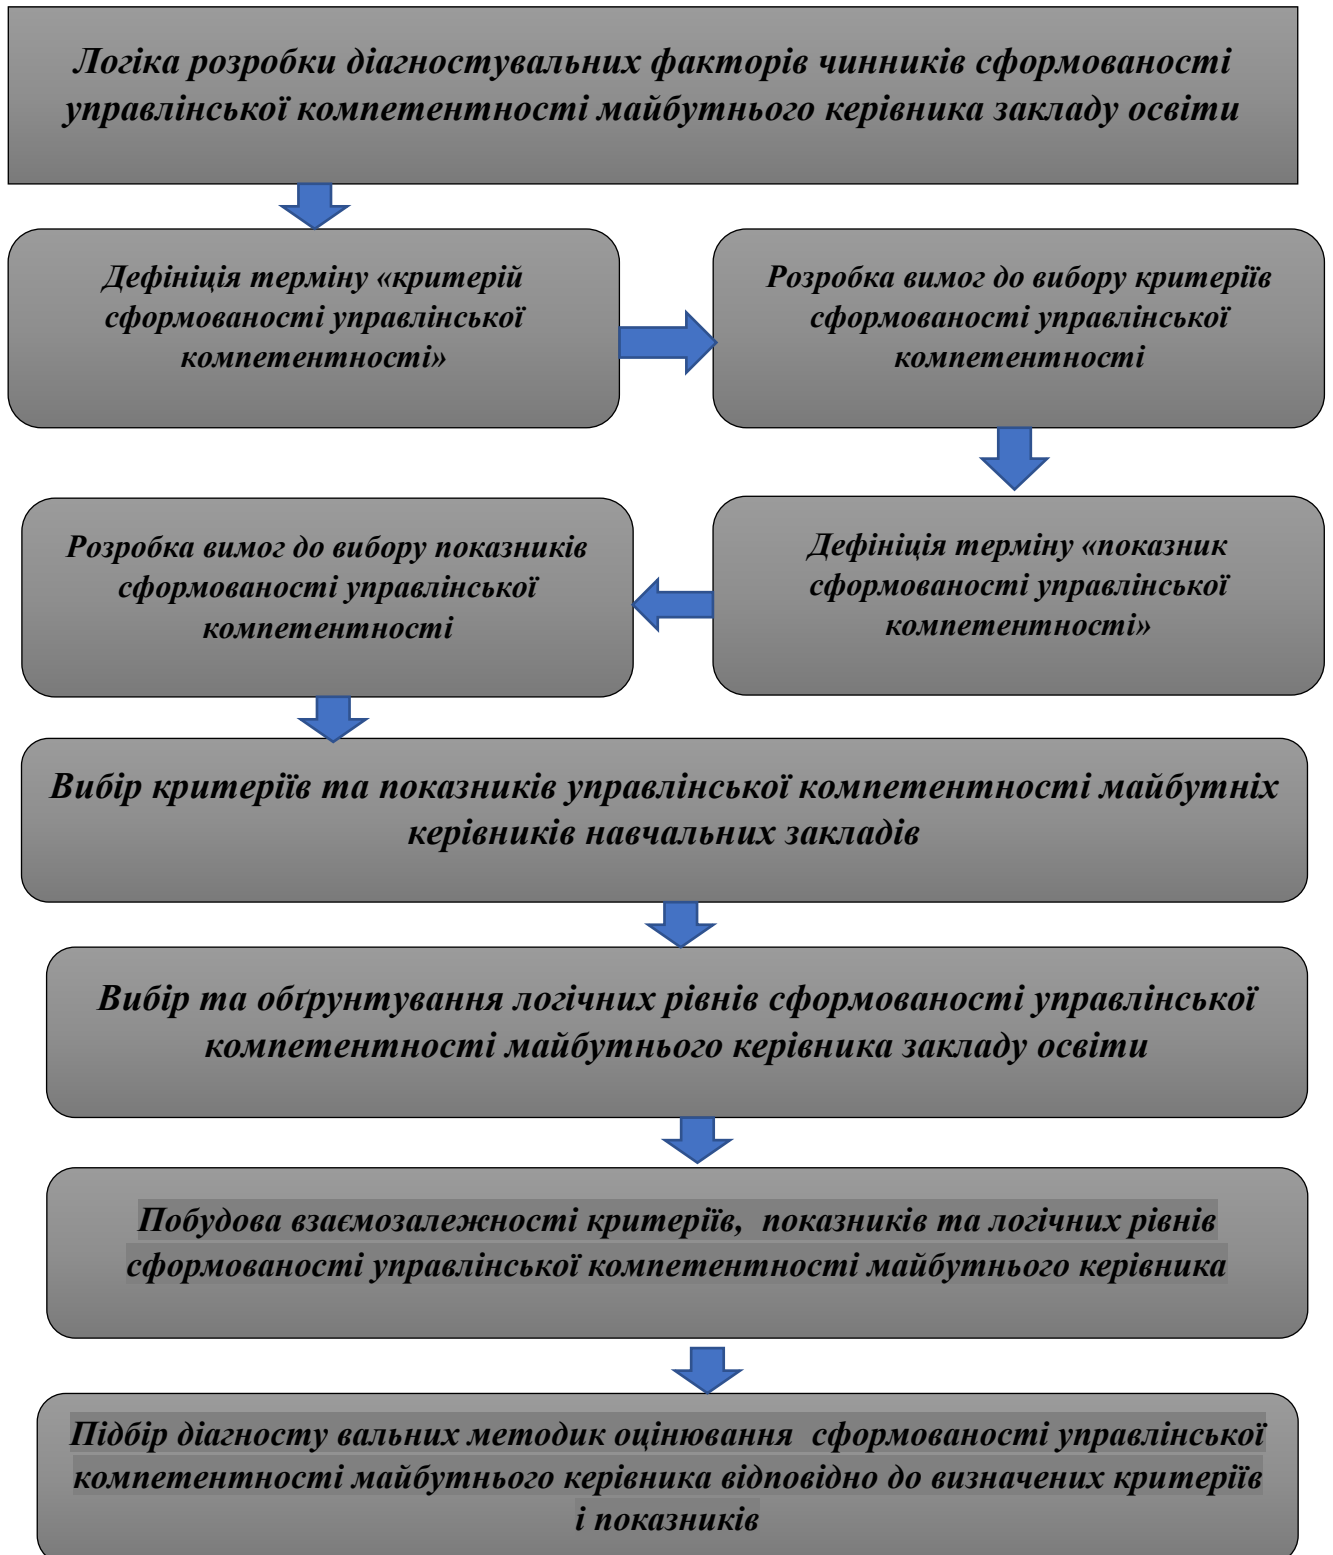 Логіка розробки діагностувальних факторів чинників сформованості
управлінської компетентності майбутнього керівника закладу освіти
Дефініція терміну «критерій
сформованості управлінської
компетентності»
Розробка вимог до вибору критеріїв
сформованості управлінської
компетентності
Дефініція терміну «показник
сформованості управлінської
компетентності»
Розробка вимог до вибору показників
сформованості управлінської
компетентності
Вибір критеріїв та показників управлінської компетентності майбутніх
керівників навчальних закладів
Вибір та обґрунтування логічних рівнів сформованості управлінської
компетентності майбутнього керівника закладу освіти
Побудова взаємозалежності критеріїв, показників та логічних рівнів
сформованості управлінської компетентності майбутнього керівника
Підбір діагносту вальних методик оцінювання сформованості управлінської
компетентності майбутнього керівника відповідно до визначених критеріїв
і показників